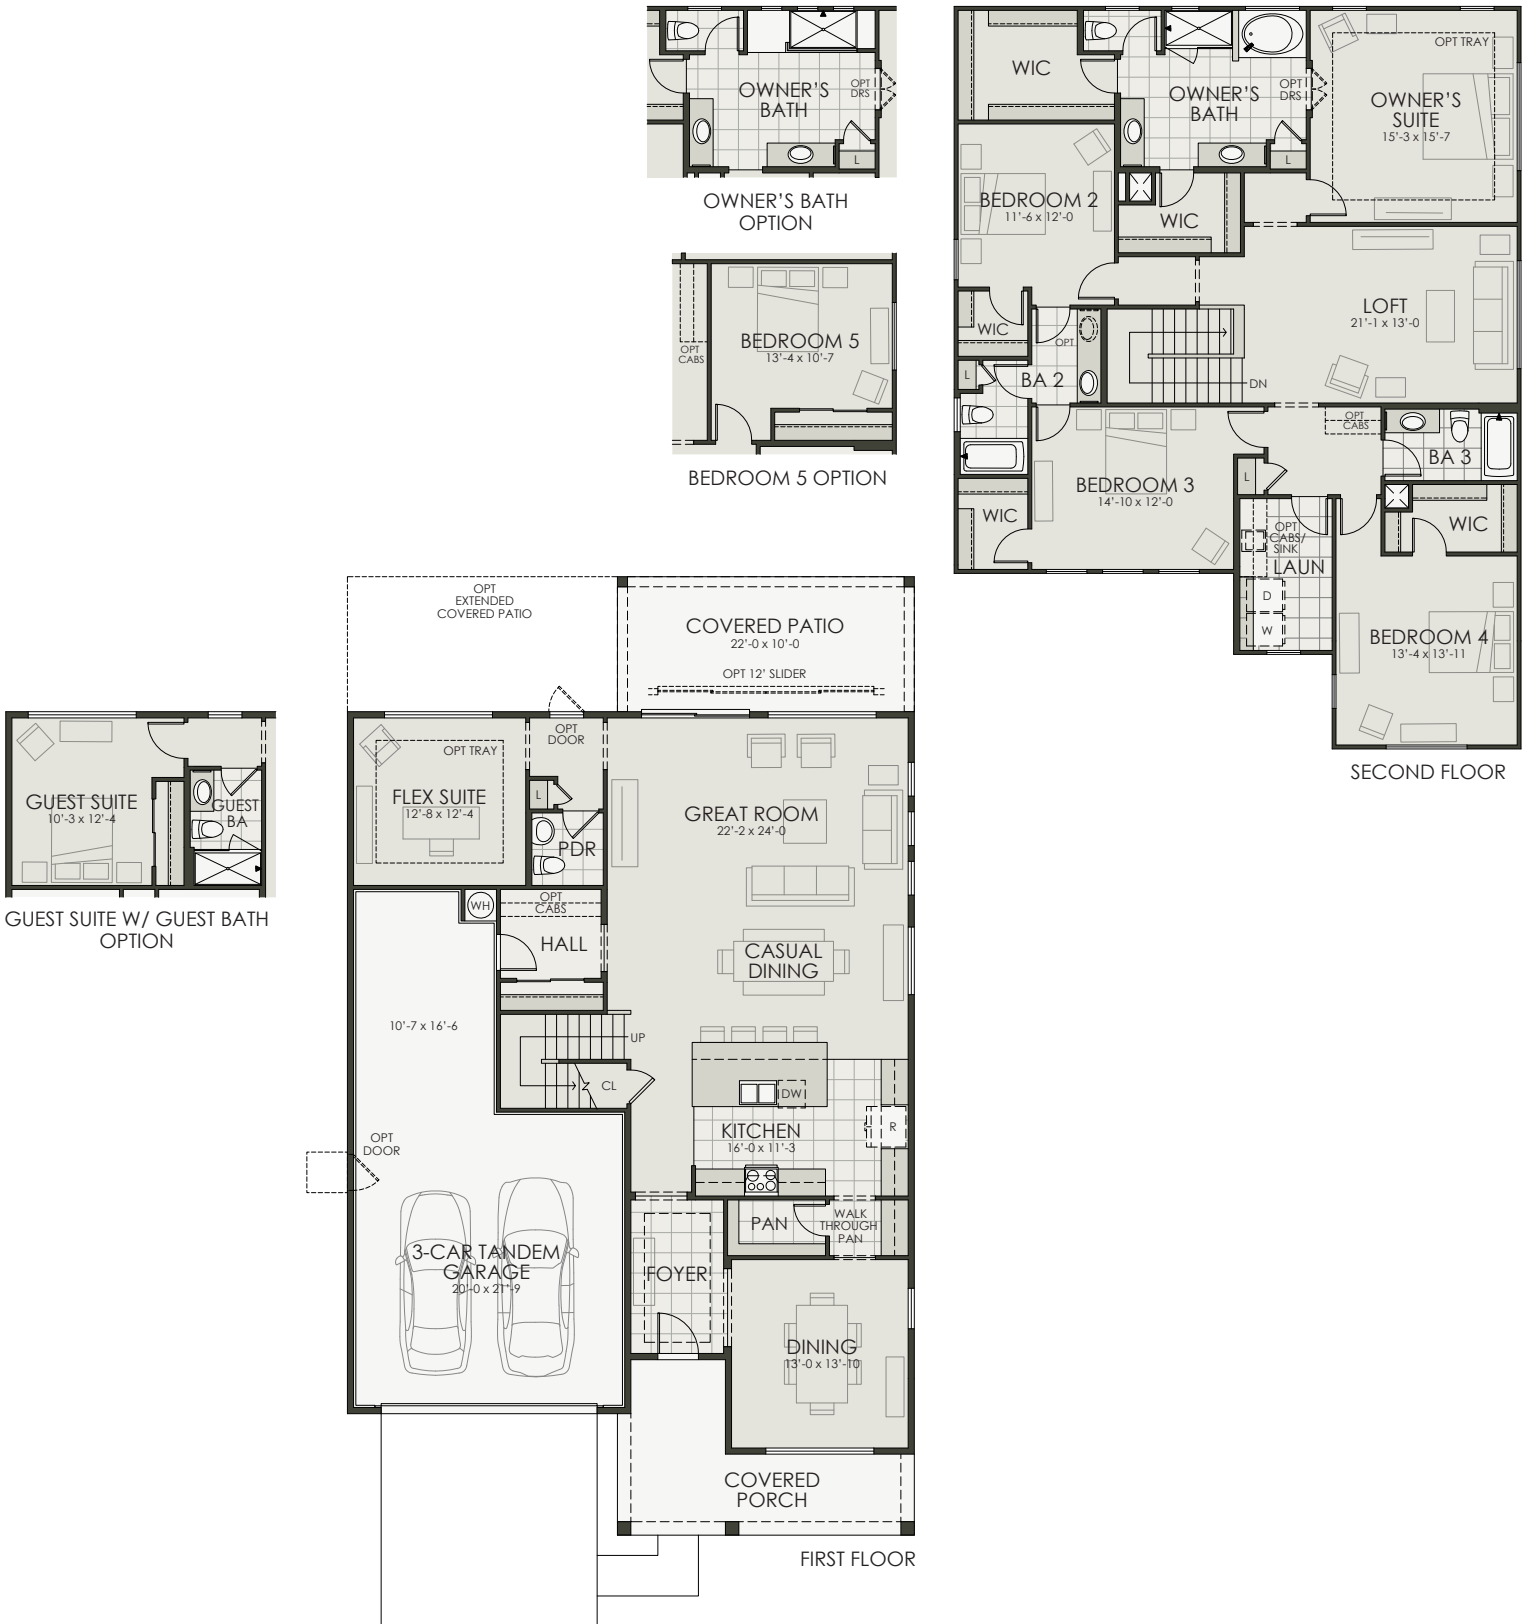 OPT
DRS
OWNER'S
BATH
L
OWNER'S BATH
OPTION
OPT
CABS
BEDROOM 5
13'-4 x 10'-7
BEDROOM 5 OPTION
WIC
OWNER'S
BATH
OPT
DRS
L
OPT TRAY
OWNER'S
SUITE
15'-3 x 15'-7
BEDROOM 2
11'-6 x 12'-0
WIC
LOFT
21'-1 x 13'-0
WIC
OPT
L
BA 2
DN
OPT
CABS
BA 3
BEDROOM 3
14'-10 x 12'-0
L
WIC
WIC
OPT
CABS/
SINK
LAUN
D
W
BEDROOM 4
13'-4 x 13'-11
SECOND FLOOR
GUEST SUITE
10'-3 x 12'-4
GUEST
BA
GUEST SUITE W/ GUEST BATH
OPTION
OPT
EXTENDED
COVERED PATIO
COVERED PATIO
22'-0 x 10'-0
OPT 12' SLIDER
OPT
DOOR
OPT TRAY
FLEX SUITE
12'-8 x 12'-4
L
PDR
GREAT ROOM
22'-2 x 24'-0
WH
OPT
CABS
HALL
CASUAL
DINING
10'-7 x 16'-6
UP
CL
DW
KITCHEN
16'-0 x 11'-3
R
OPT
DOOR
PAN
WALK
THROUGH
PAN
3-CAR TANDEM
GARAGE
20'-0 x 21'-9
FOYER
DINING
13'-0 x 13'-10
COVERED
PORCH
FIRST FLOOR